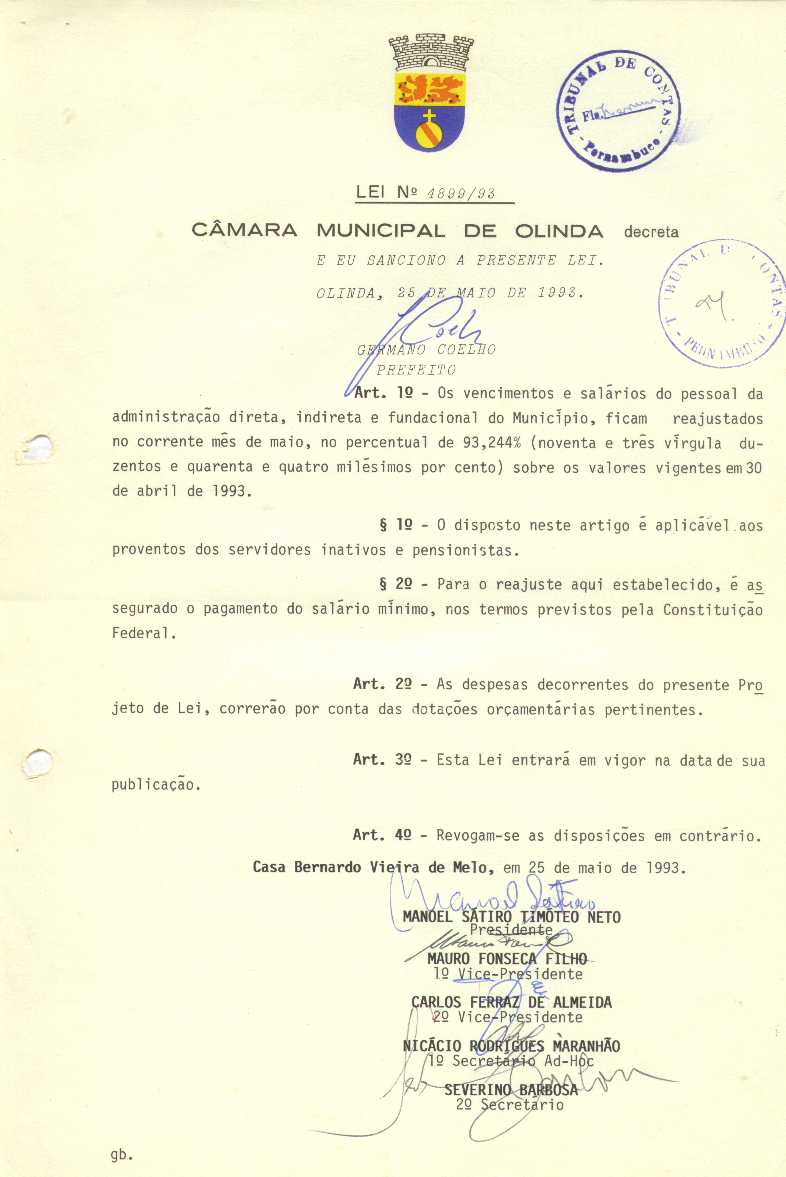 TRIBUNAL DE CONTAS
Fls.
- Pernambuco -
LEI Nº 4899/93
CÂMARA MUNICIPAL DE OLINDA decreta
E EU SANCIONO A PRESENTE LEI.
OLINDA, 25 DE MAIO DE 1993.
GERMANO COELHO
PREFEITO
Art. 1º - Os vencimentos e salários do pessoal da
administração direta, indireta e fundacional do Município, ficam reajustados
no corrente mês de maio, no percentual de 93,244% (noventa e três vírgula du-
zentos e quarenta e quatro milésimos por cento) sobre os valores vigentes em 30
de abril de 1993.
§ 1º - O disposto neste artigo é aplicável aos
proventos dos servidores inativos e pensionistas.
§ 2º - Para o reajuste aqui estabelecido, é as
segurado o pagamento do salário mínimo, nos termos previstos pela Constituição
Federal.
Art. 2º - As despesas decorrentes do presente Pro
jeto de Lei, correrão por conta das dotações orçamentárias pertinentes.
Art. 3º - Esta Lei entrará em vigor na data de sua
publicação.
Art. 4º - Revogam-se as disposições em contrário.
Casa Bernardo Vieira de Melo, em 25 de maio de 1993.
Manoel Sátiro
MANOEL SÁTIRO TIMÓTEO NETO
Presidente
MAURO FONSECA FILHO
1º Vice-Presidente
CARLOS FERRAZ DE ALMEIDA
2º Vice-Presidente
NICÁCIO RODRIGUES MARANHÃO
1º Secretário Ad-Hoc
SEVERINO BARBOSA
2º Secretário
gb.